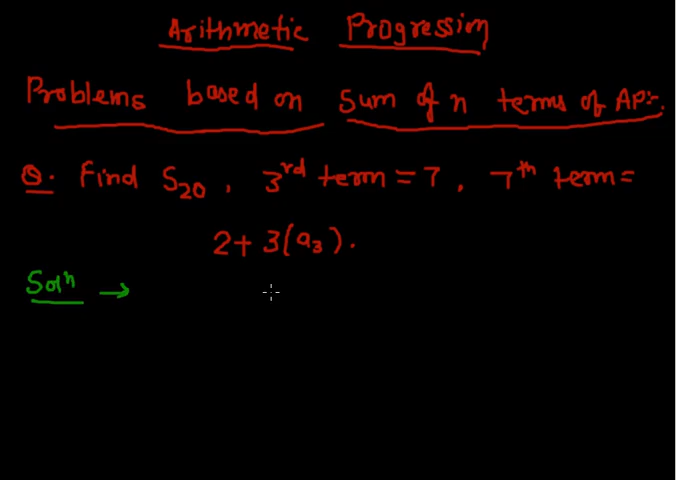 Arithmetic Progression
Problems based on Sum of n terms of AP:-.
Q. Find S₂₀, 3ʳᵈ term = 7, 7ᵗʰ term =
2 + 3(a₃).
Solⁿ →